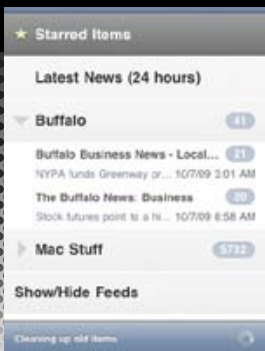 Starred Items
Latest News (24 hours)
Buffalo 41
Buffalo Business News - Local... 21
NYPA funds Greenway pr... 10/7/09 3:01 AM
The Buffalo News: Business 20
Stock futures point to a hi... 10/7/09 6:58 AM
Mac Stuff 5732
Show/Hide Feeds
Cleaning up old items